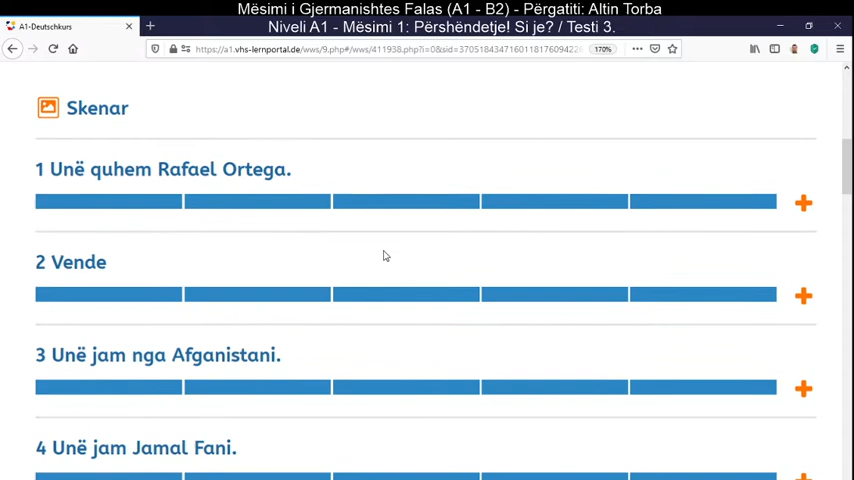 Mësimi i Gjermanishtes Falas (A1 - B2) - Përgatiti: Altin Torba
Niveli A1 - Mësimi 1: Përshëndetje! Si je? / Testi 3.
A1-Deutschkurs
https://a1.vhs-lernportal.de/wws/9.php#/wws/411938.php?i=0&sid=37051843471601181760942260
170%
Skenar
1 Unë quhem Rafael Ortega.
2 Vende
3 Unë jam nga Afganistani.
4 Unë jam Jamal Fani.